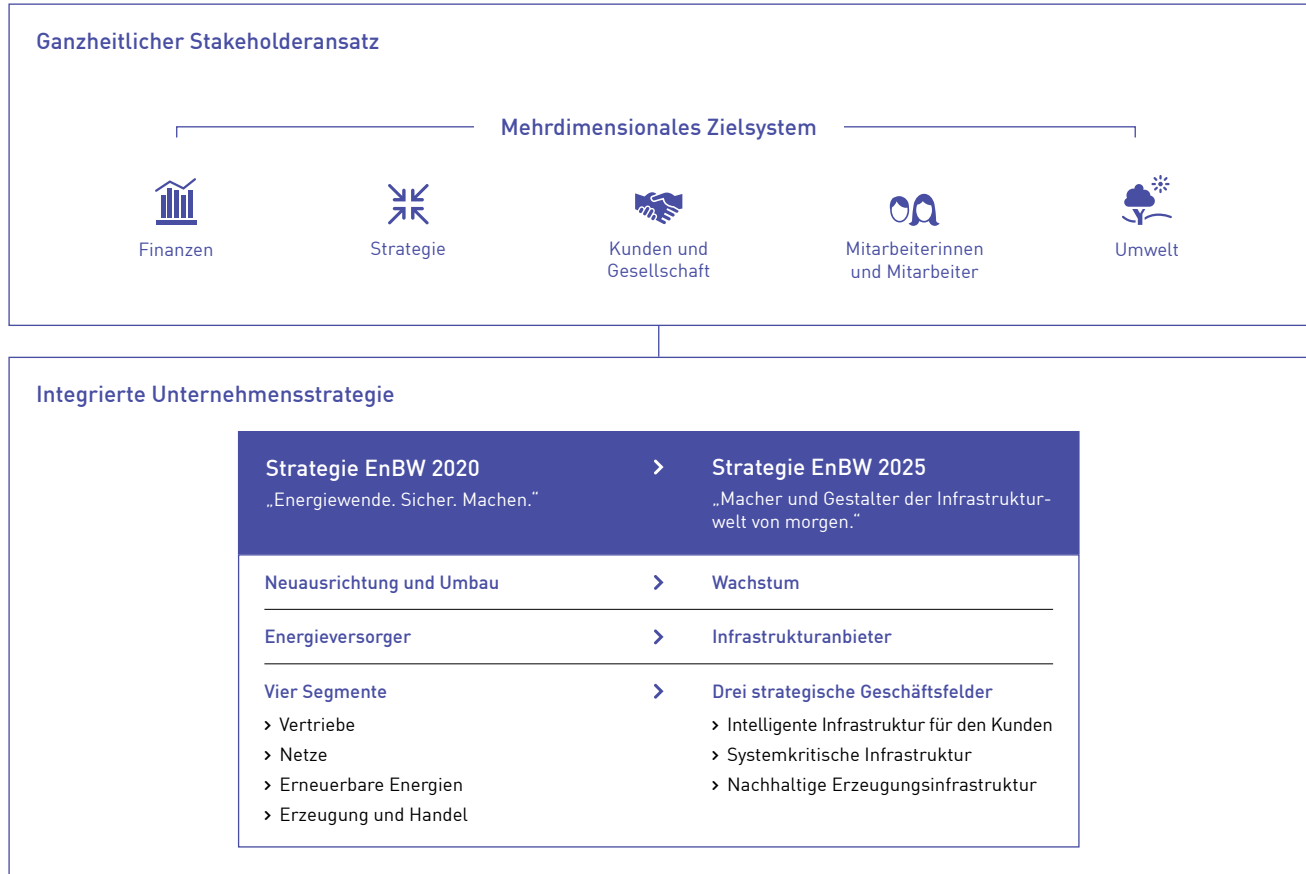 Ganzheitlicher Stakeholderansatz
Mehrdimensionales Zielsystem
Finanzen
Strategie
Kunden und
Gesellschaft
Mitarbeiterinnen
und Mitarbeiter
Umwelt
Integrierte Unternehmensstrategie
Strategie EnBW 2020 > Strategie EnBW 2025
„Energiewende. Sicher. Machen.“
„Macher und Gestalter der Infrastruktur-
welt von morgen.“
Neuausrichtung und Umbau > Wachstum
Energieversorger > Infrastrukturanbieter
Vier Segmente > Drei strategische Geschäftsfelder
> Vertriebe
> Netze
> Erneuerbare Energien
> Erzeugung und Handel
> Intelligente Infrastruktur für den Kunden
> Systemkritische Infrastruktur
> Nachhaltige Erzeugungsinfrastruktur